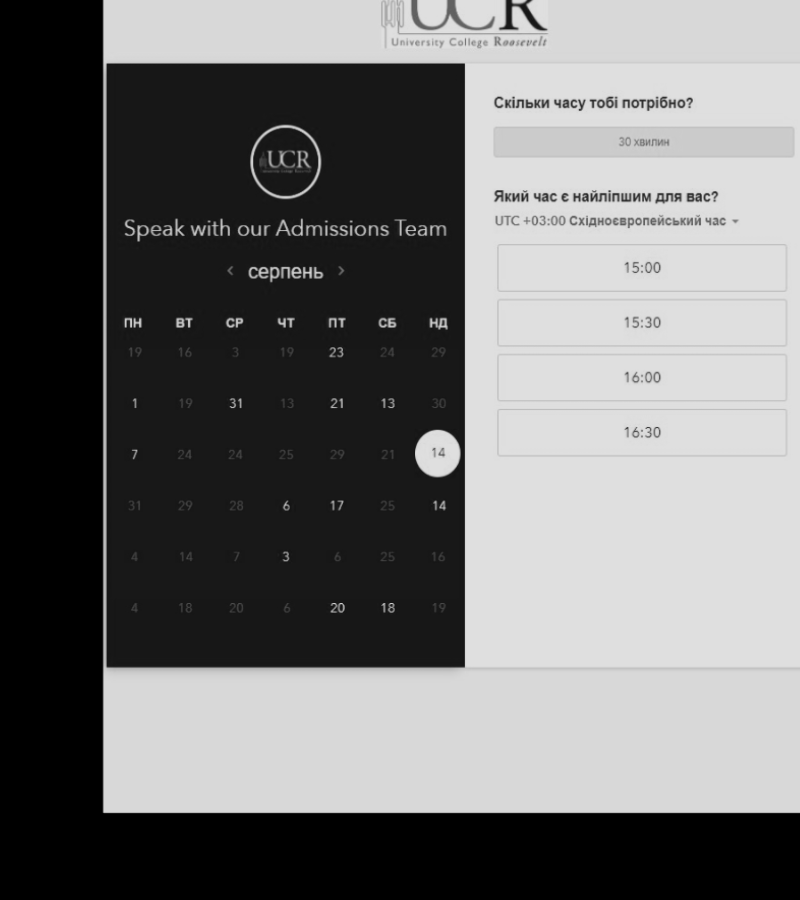 UCR
University College Roosevelt
UCR
Speak with our Admissions Team
< серпень >
ПН ВТ СР ЧТ ПТ СБ НД
19 16 3 19 23 24 29
1 19 31 13 21 13 30
7 24 24 25 29 21 14
31 29 28 6 17 25 14
4 14 7 3 6 25 16
4 18 20 6 20 18 19
Скільки часу тобі потрібно?
30 хвилин
Який час є найліпшим для вас?
UTC +03:00 Східноєвропейський час
15:00
15:30
16:00
16:30